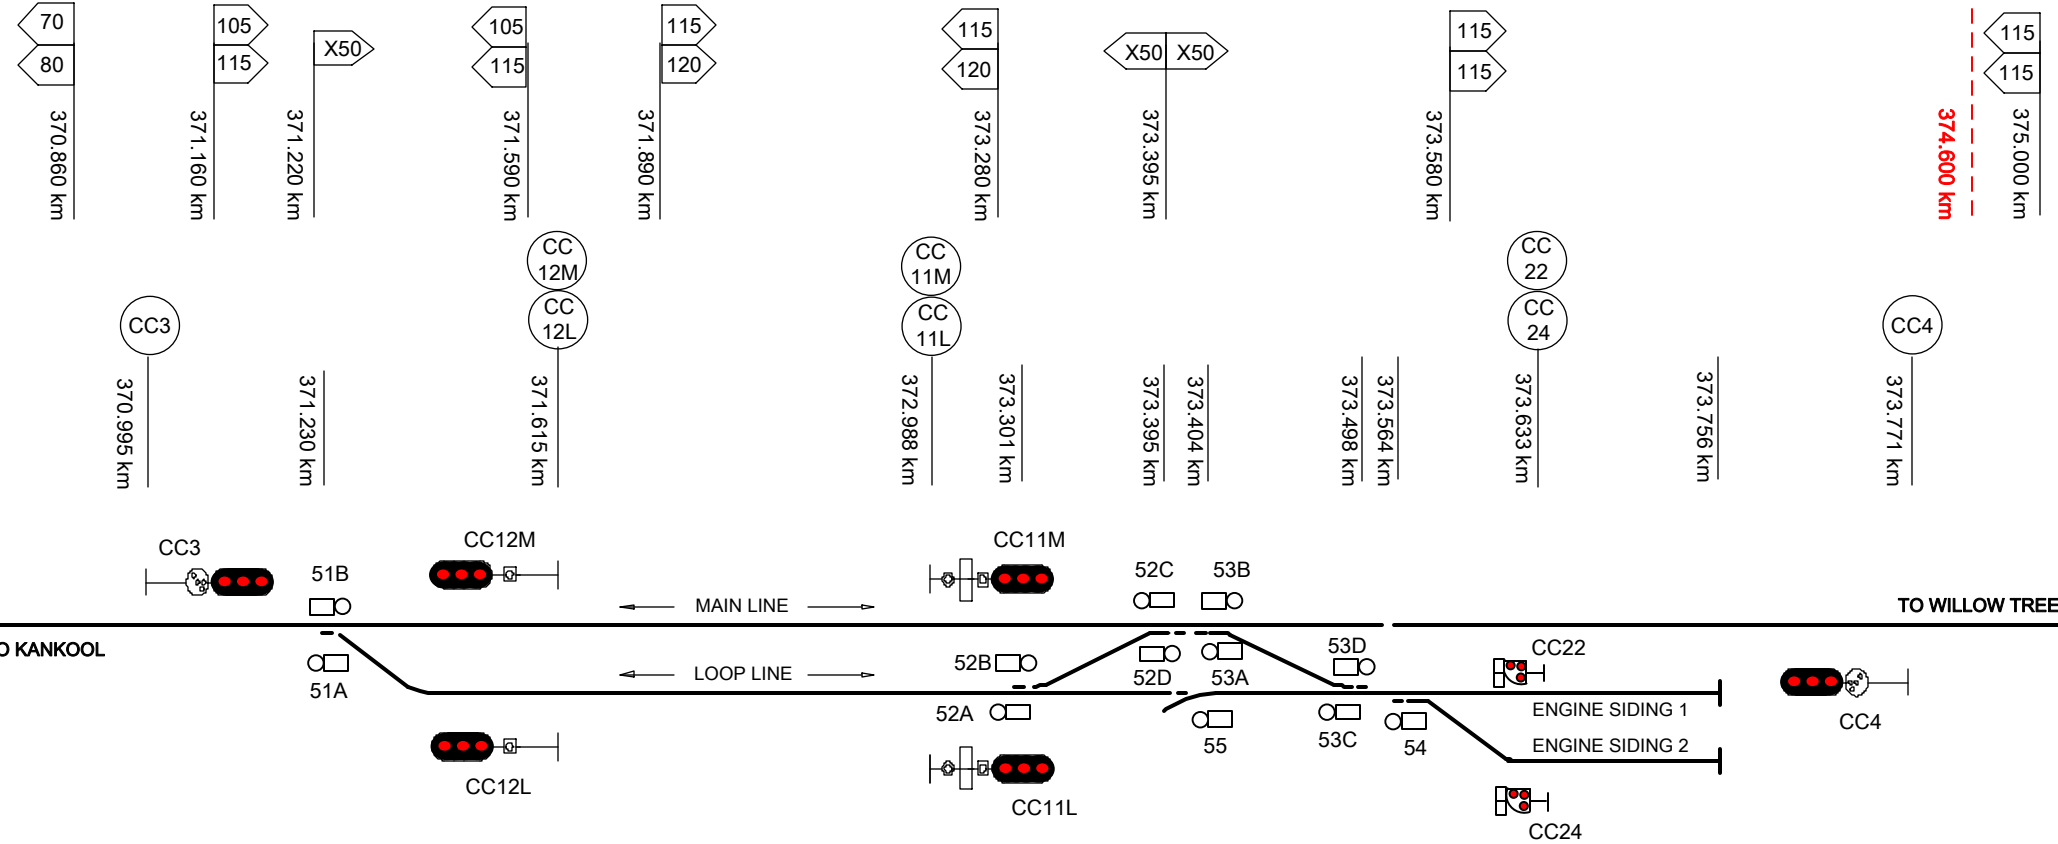 70
80
105
115
X50
105
115
115
120
115
120
X50
X50
115
115
115
115
370.860 km
371.160 km
371.220 km
371.590 km
371.890 km
373.280 km
373.395 km
373.580 km
374.600 km
375.000 km
CC3
CC
12M
CC
12L
CC
11M
CC
11L
CC
22
CC
24
CC4
370.995 km
371.230 km
371.615 km
372.988 km
373.301 km
373.395 km
373.404 km
373.498 km
373.564 km
373.633 km
373.756 km
373.771 km
CC3
51B
CC12M
CC11M
52C
53B
MAIN LINE
TO WILLOW TREE
O KANKOOL
51A
LOOP LINE
52B
52D
53A
53D
CC22
52A
55
53C
54
ENGINE SIDING 1
ENGINE SIDING 2
CC4
CC12L
CC11L
CC24